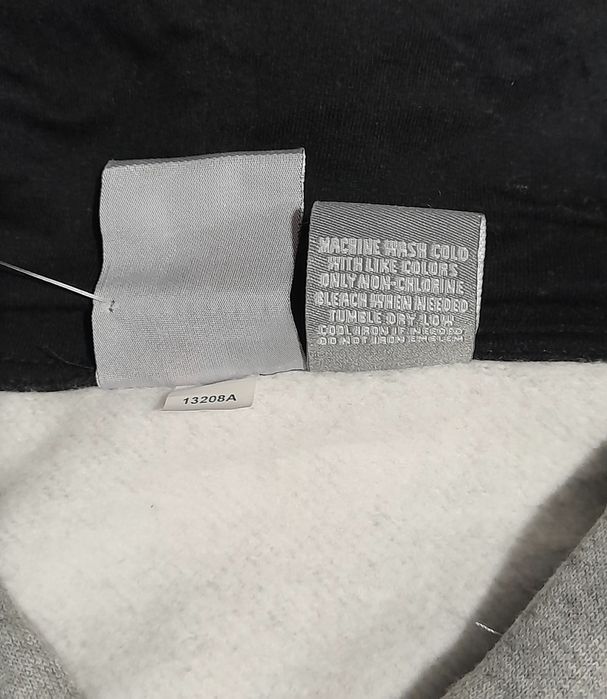 MACHINE WASH COLD
WITH LIKE COLORS
ONLY NON-CHLORINE
BLEACH WHEN NEEDED
TUMBLE DRY LOW
COOL IRON IF NEEDED
DO NOT IRON EMBLEM
13208A